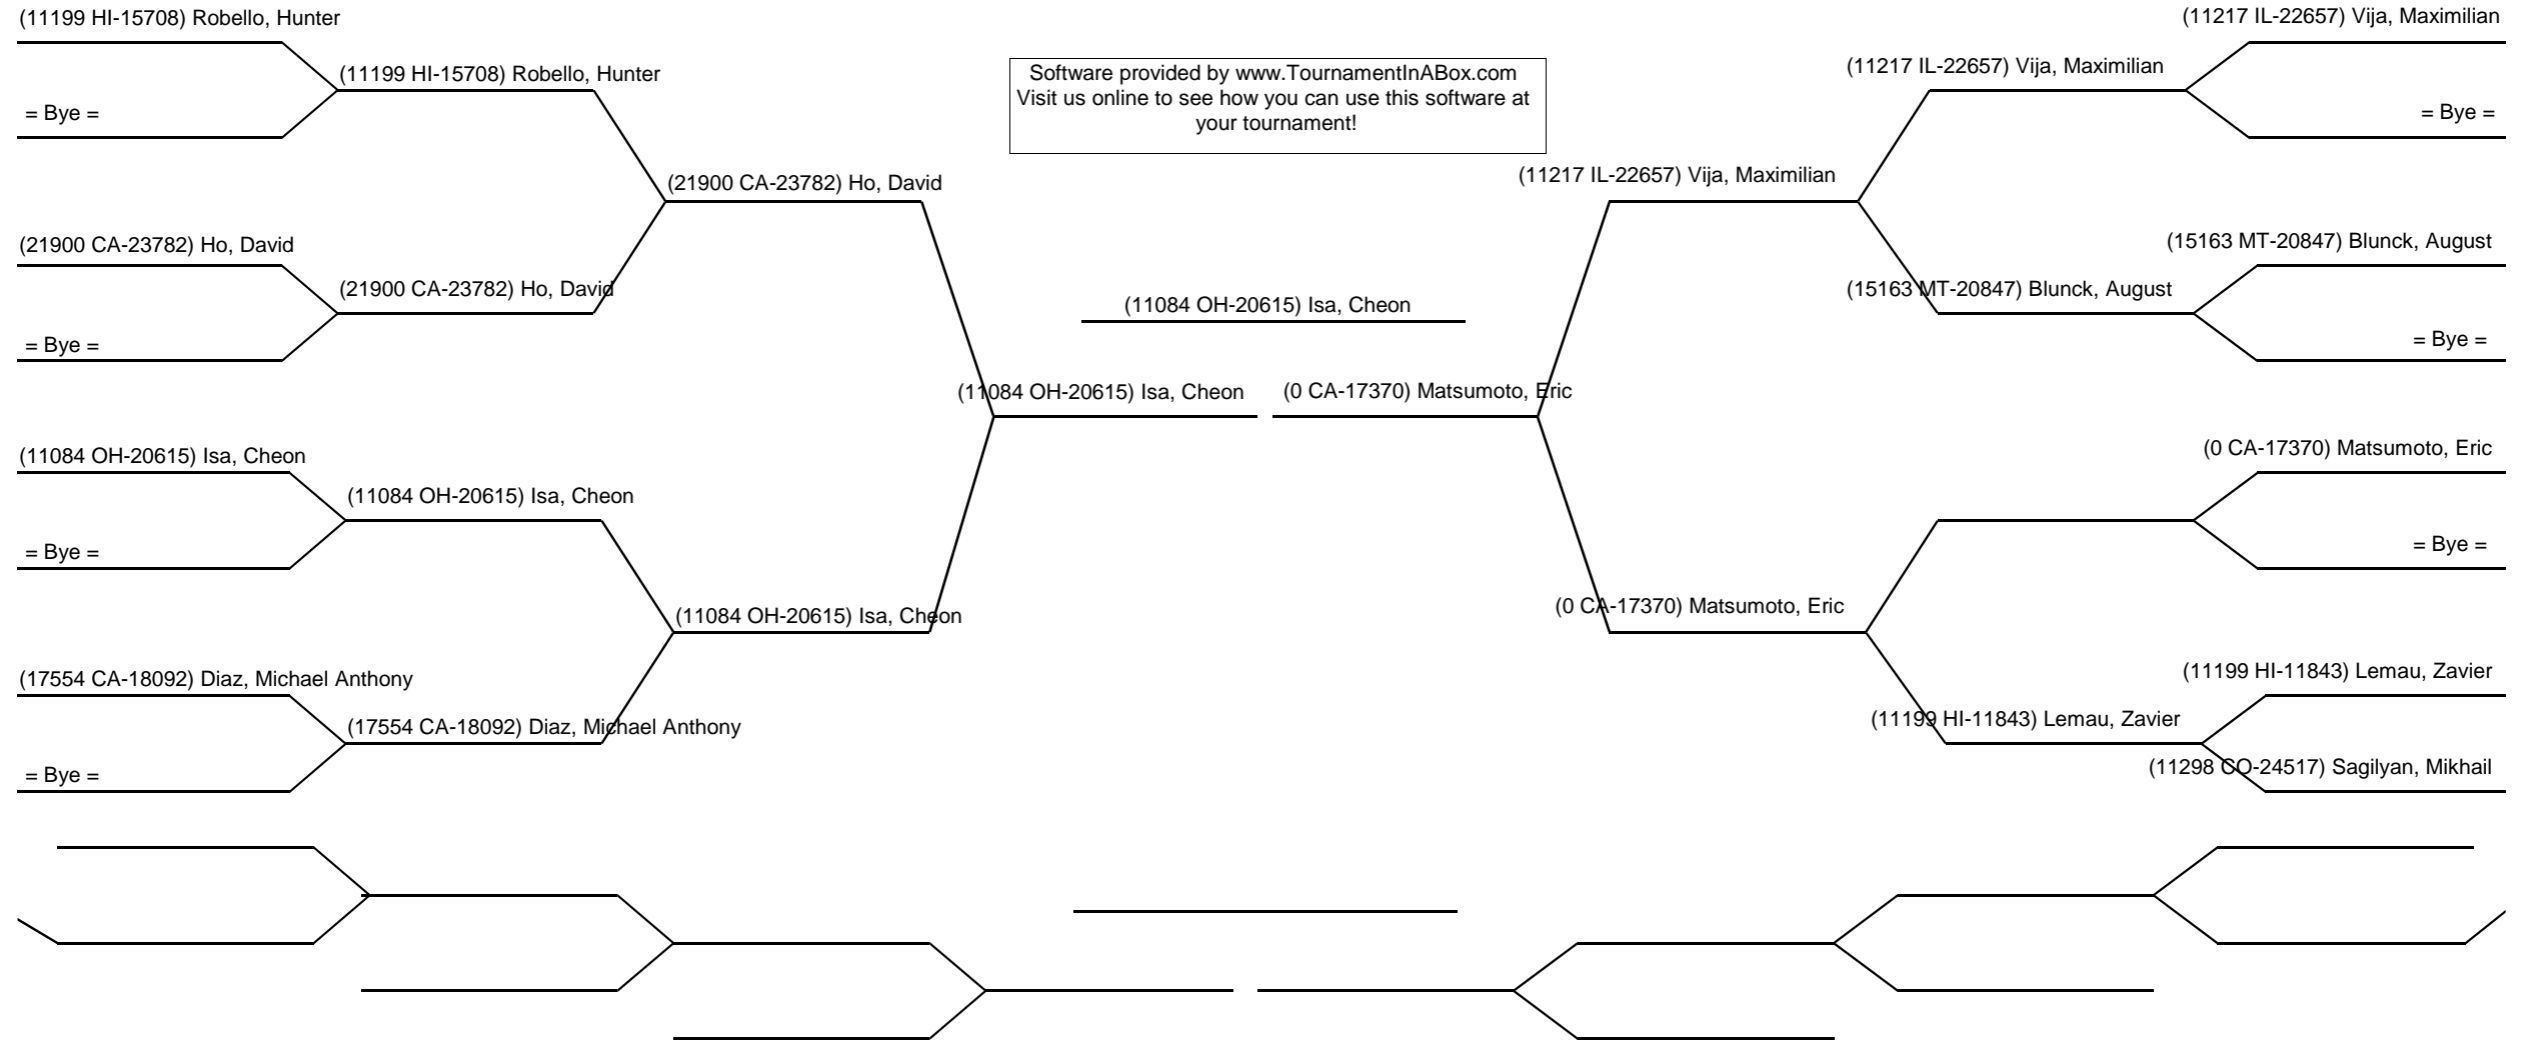 (11199 HI-15708) Robello, Hunter
(11199 HI-15708) Robello, Hunter
= Bye =
(21900 CA-23782) Ho, David
(21900 CA-23782) Ho, David
(21900 CA-23782) Ho, David
= Bye =
(11084 OH-20615) Isa, Cheon
(11084 OH-20615) Isa, Cheon
= Bye =
(11084 OH-20615) Isa, Cheon
(17554 CA-18092) Diaz, Michael Anthony
(17554 CA-18092) Diaz, Michael Anthony
= Bye =
Software provided by www.TournamentInABox.com
Visit us online to see how you can use this software at
your tournament!
(11084 OH-20615) Isa, Cheon
(11084 OH-20615) Isa, Cheon
(0 CA-17370) Matsumoto, Eric
(11217 IL-22657) Vija, Maximilian
(11217 IL-22657) Vija, Maximilian
= Bye =
(11217 IL-22657) Vija, Maximilian
(15163 MT-20847) Blunck, August
(15163 MT-20847) Blunck, August
= Bye =
(0 CA-17370) Matsumoto, Eric
= Bye =
(0 CA-17370) Matsumoto, Eric
(11199 HI-11843) Lemau, Zavier
(11199 HI-11843) Lemau, Zavier
(11298 CO-24517) Sagilyan, Mikhail